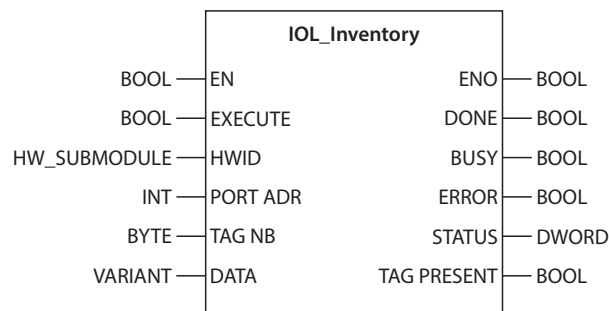 IOL_Inventory
BOOL EN ENO BOOL
BOOL EXECUTE DONE BOOL
HW_SUBMODULE HWID BUSY BOOL
INT PORT ADR ERROR BOOL
BYTE TAG NB STATUS DWORD
VARIANT DATA TAG PRESENT BOOL